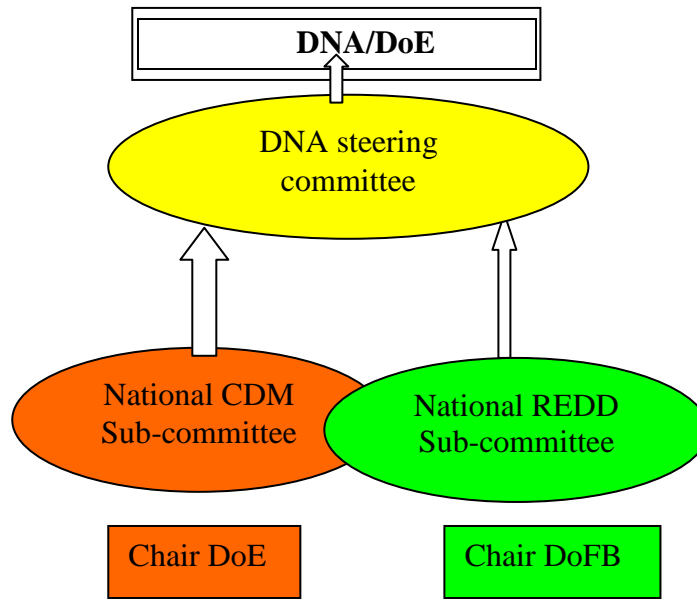 DNA/DoE
DNA steering
committee
National CDM
Sub-committee
National REDD
Sub-committee
Chair DoE
Chair DoFB